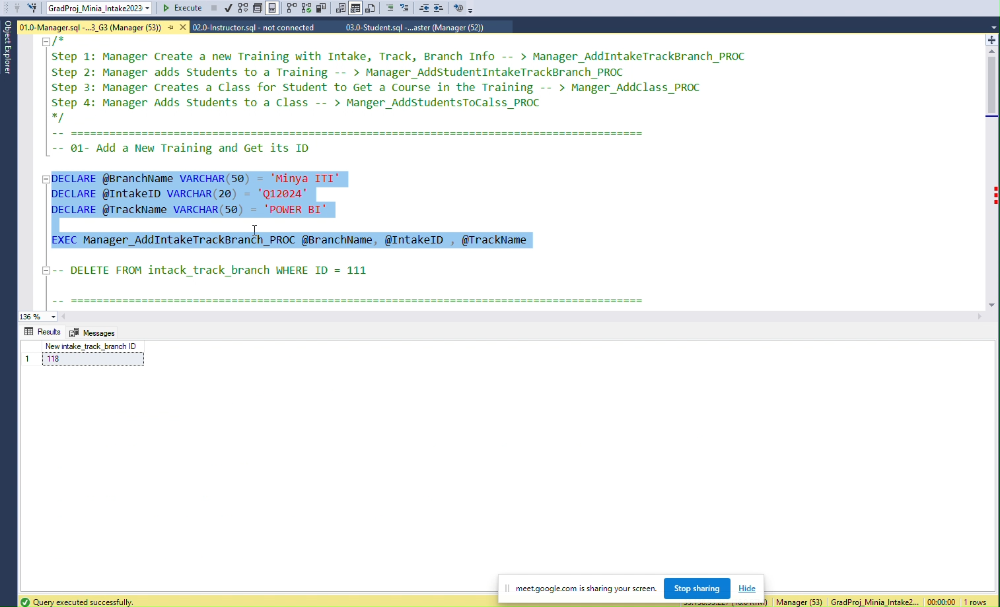 GradProj_Minia_Intake2023 Execute
01.0-Manager.sql -...3_G3 (Manager (53)) 02.0-Instructor.sql - not connected 03.0-Student.sql -...aster (Manager (52))
Object Explorer
/*
Step 1: Manager Create a new Training with Intake, Track, Branch Info -- > Manager_AddIntakeTrackBranch_PROC
Step 2: Manager adds Students to a Training -- > Manager_AddStudentIntakeTrackBranch_PROC
Step 3: Manager Creates a Class for Student to Get a Course in the Training -- > Manger_AddClass_PROC
Step 4: Manager Adds Students to a Class -- > Manger_AddStudentsToCalss_PROC
*/
-- =========================================================================================
-- 01- Add a New Training and Get its ID
DECLARE @BranchName VARCHAR(50) = 'Minya ITI'
DECLARE @IntakeID VARCHAR(20) = 'Q12024'
DECLARE @TrackName VARCHAR(50) = 'POWER BI'
EXEC Manager_AddIntakeTrackBranch_PROC @BranchName, @IntakeID , @TrackName
-- DELETE FROM intack_track_branch WHERE ID = 111
-- =========================================================================================
136 %
Results Messages
New intake_track_branch ID
1 118
meet.google.com is sharing your screen. Stop sharing Hide
Query executed successfully. Manager (53) GradProj_Minia_Intake2... 00:00:00 1 rows